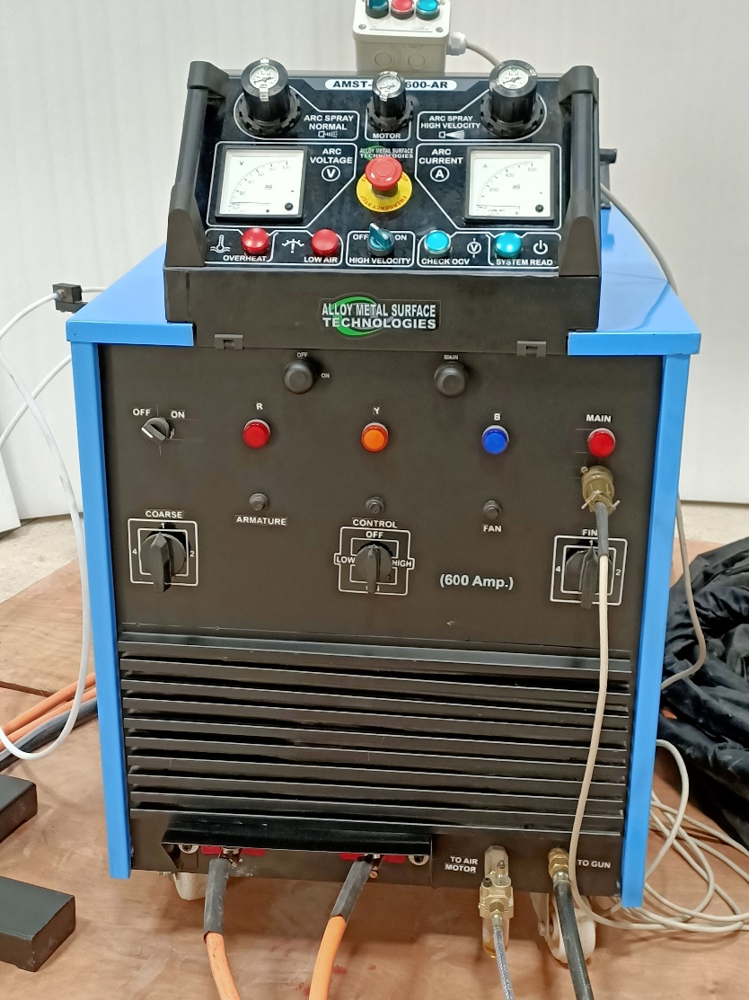 AMST-
600-AR
ARC SPRAY
NORMAL
MOTOR
ARC SPRAY
HIGH VELOCITY
ARC
VOLTAGE
V
ALLOY METAL SURFACE
TECHNOLOGIES
ARC
CURRENT
A
V
A
EMERGENCY STOP
OVERHEAT
LOW AIR
OFF
ON
HIGH VELOCITY
CHECK OCV
V
SYSTEM READ
ALLOY METAL SURFACE
TECHNOLOGIES
OFF
ON
MAIN
OFF
ON
R
Y
B
MAIN
ARMATURE
FAN
COARSE
1
2
4
CONTROL
OFF
LOW
HIGH
(600 Amp.)
FIN
1
2
4
TO AIR
MOTOR
TO GUN